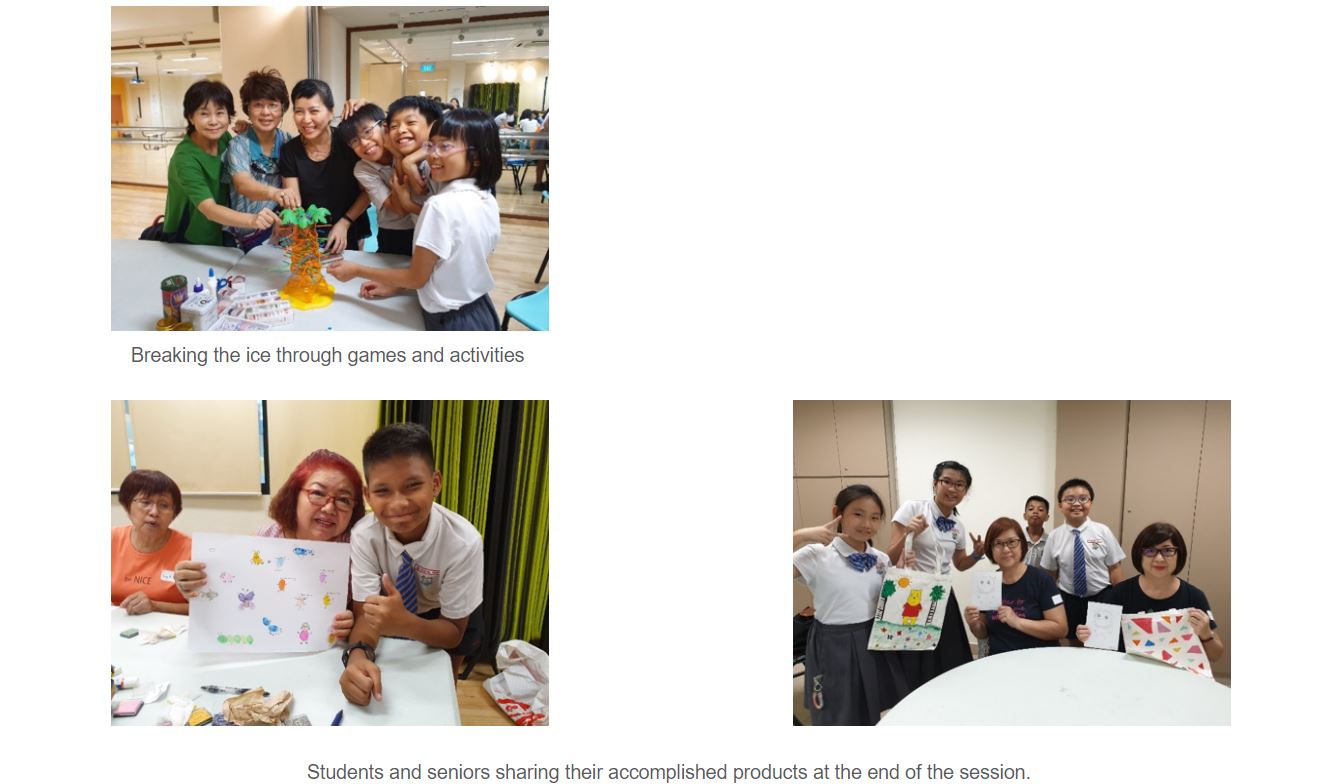 Breaking the ice through games and activities
NICE
Students and seniors sharing their accomplished products at the end of the session.